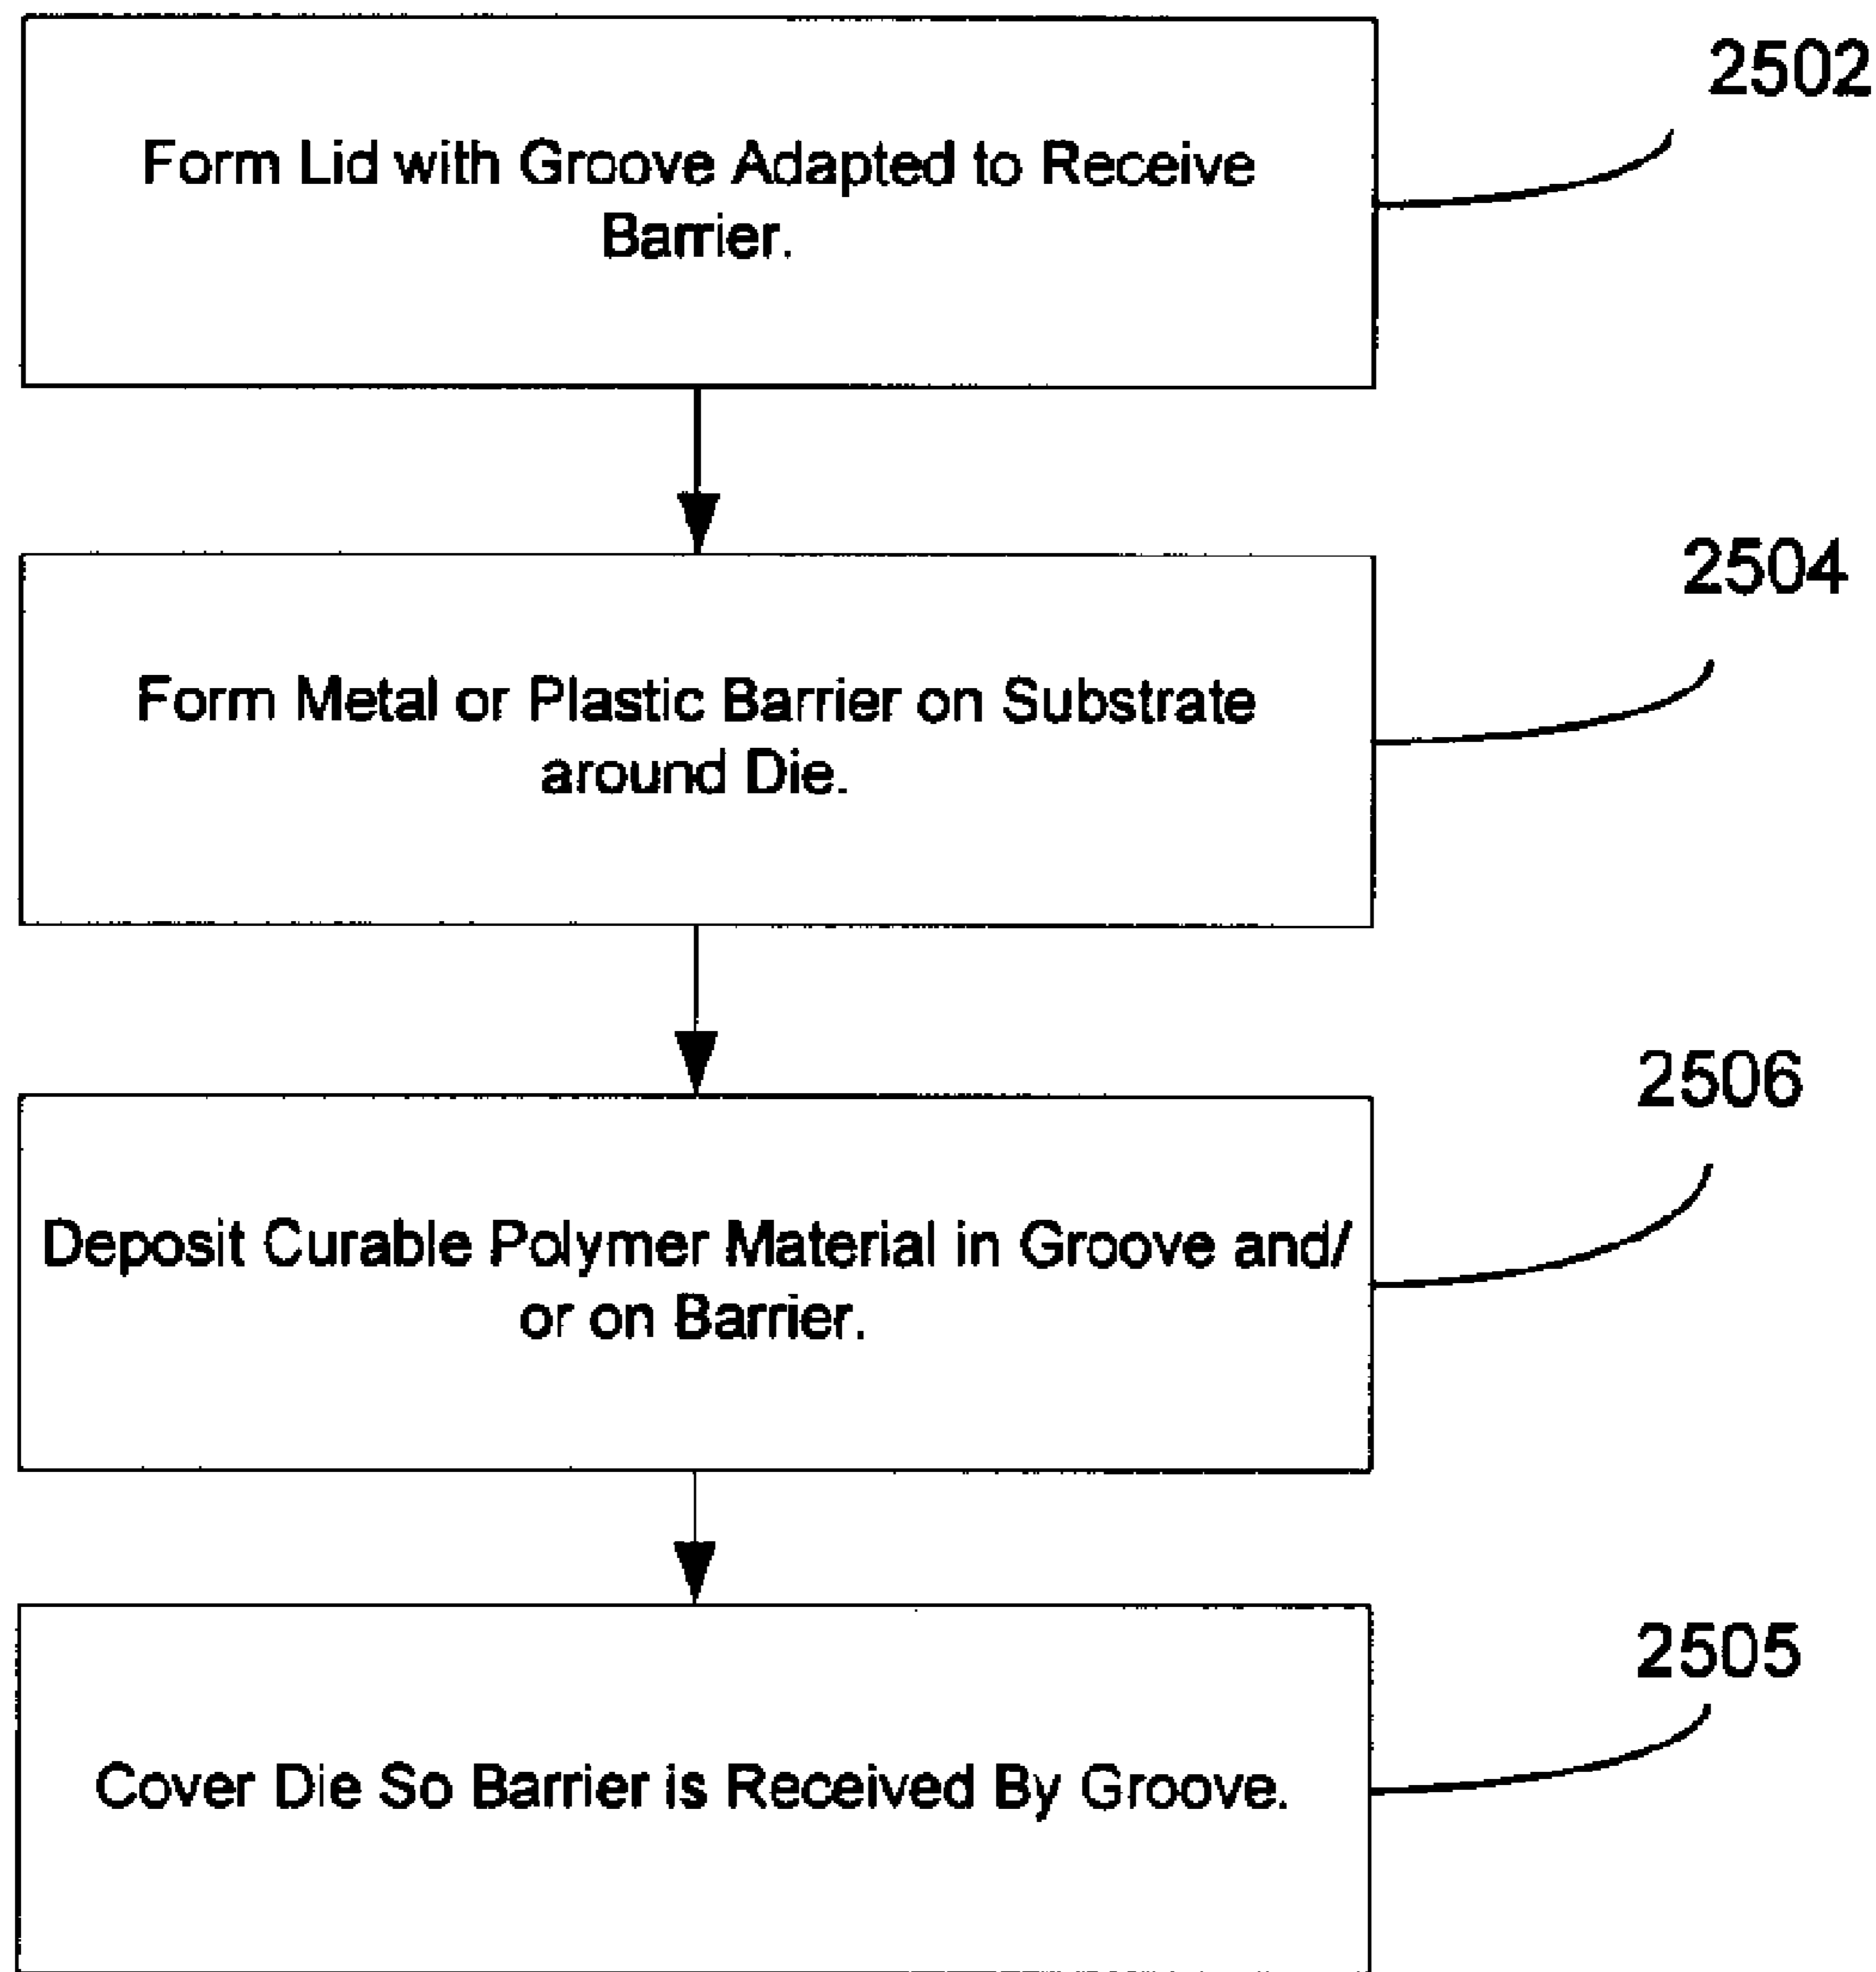 2502
Form Lid with Groove Adapted to Receive
Barrier.
2504
Form Metal or Plastic Barrier on Substrate
around Die.
2506
Deposit Curable Polymer Material in Groove and/
or on Barrier.
2505
Cover Die So Barrier is Received By Groove.